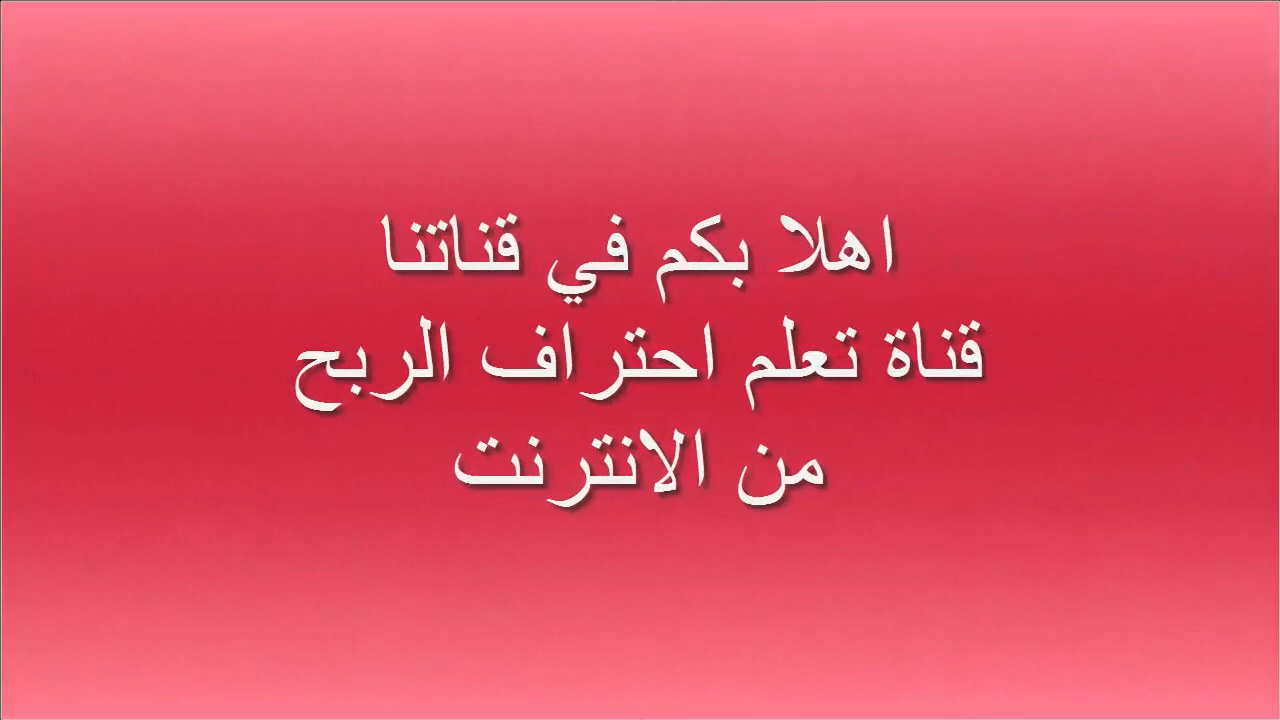 اهلا بكم في قناتنا
قناة تعلم احتراف الربح
من الانترنت